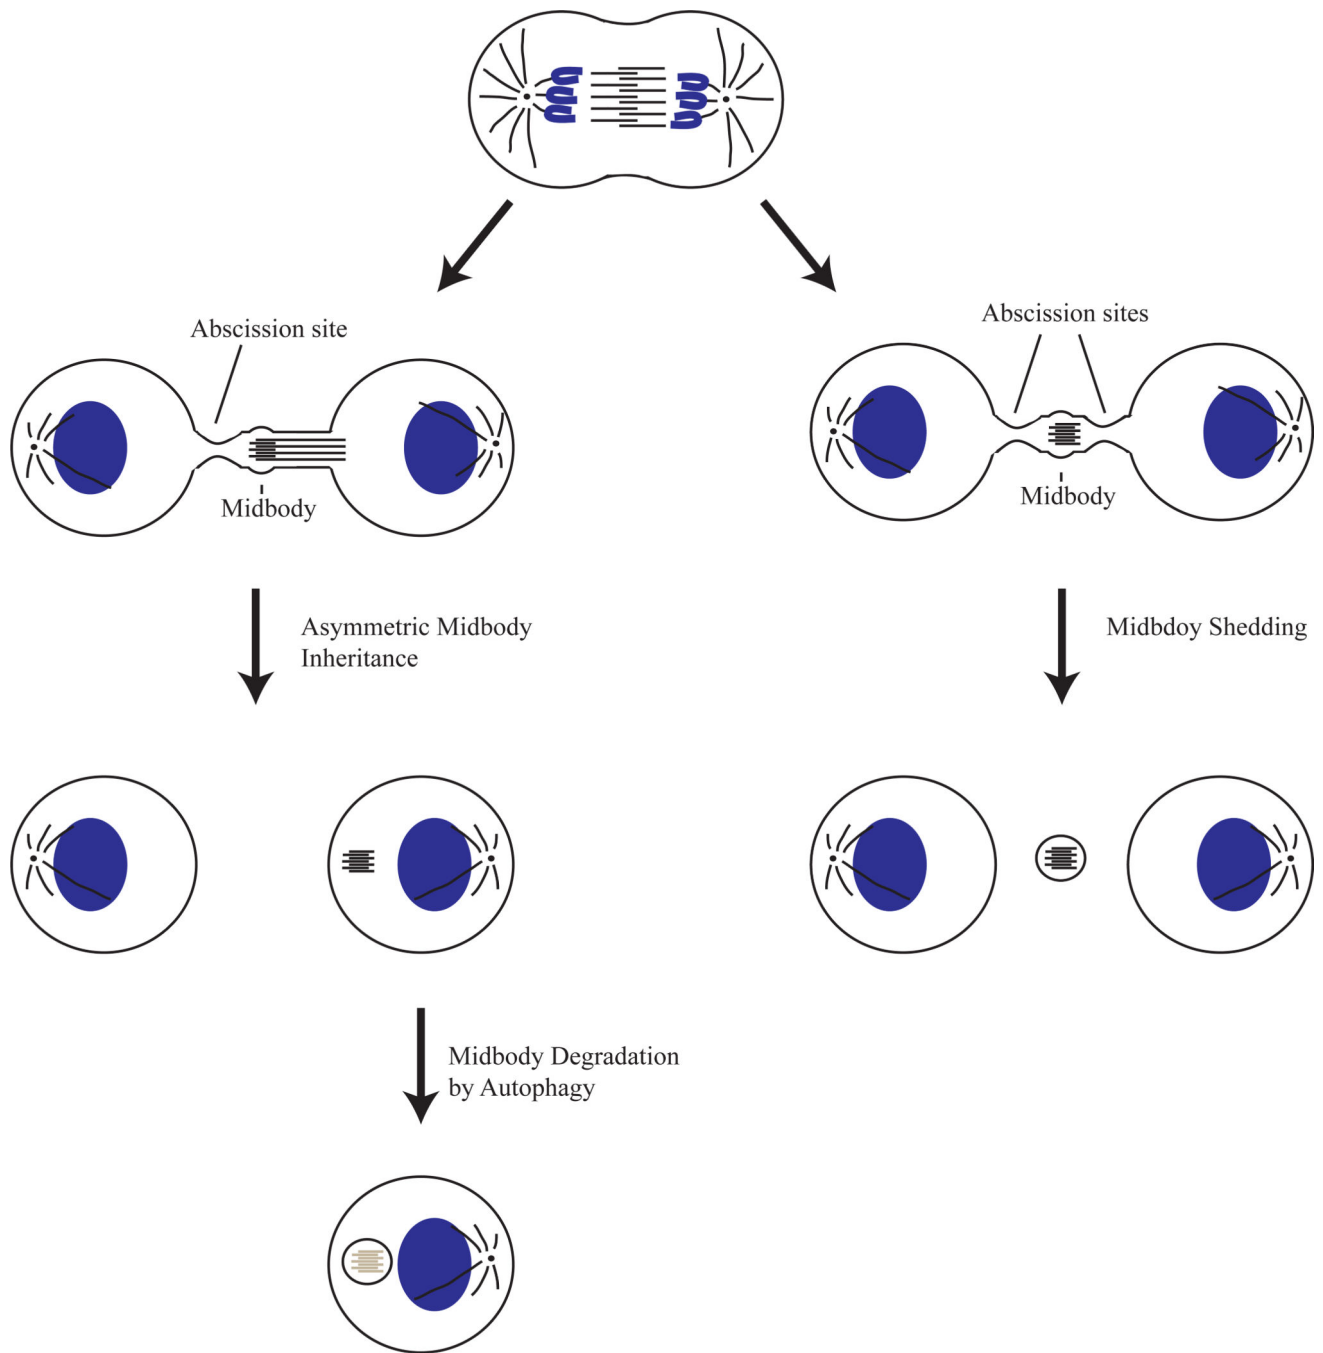 Abscission site
Abscission sites
Midbody
Midbody
Asymmetric Midbody
Inheritance
Midbdoy Shedding
Midbody Degradation
by Autophagy